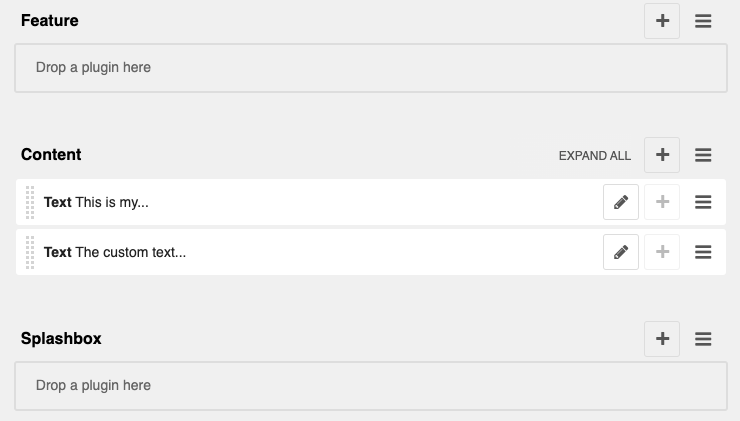 Feature
Drop a plugin here
Content EXPAND ALL
Text This is my...
Text The custom text...
Splashbox
Drop a plugin here